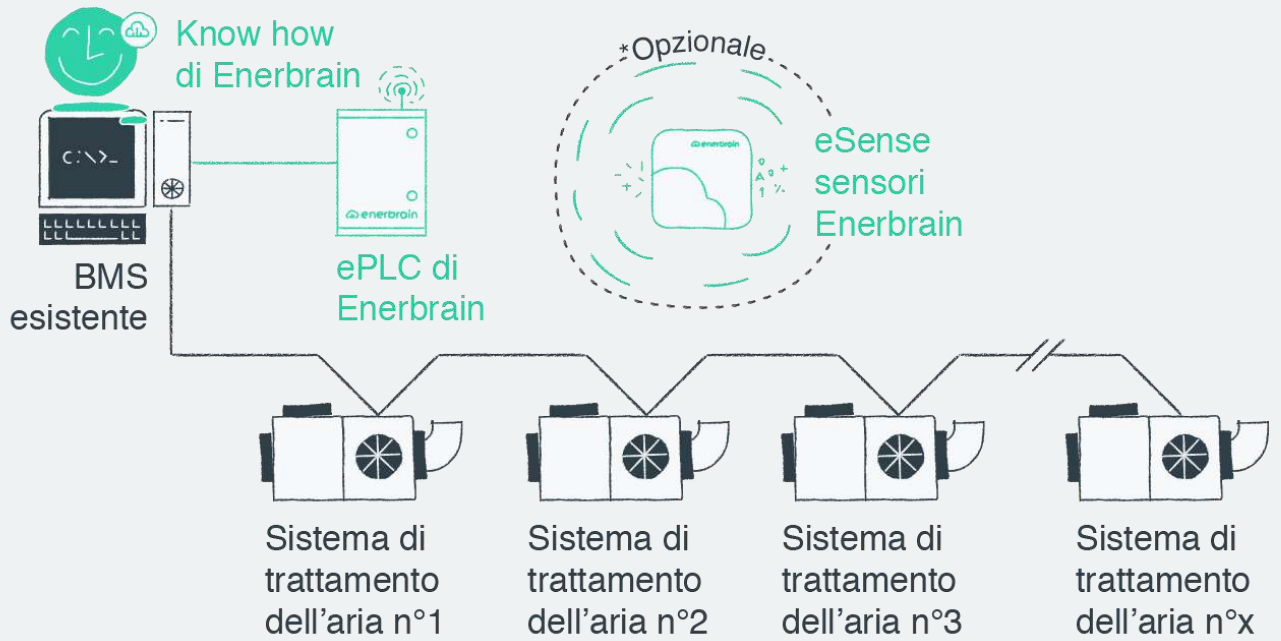 Know how
di Enerbrain
*Opzionale
C:\>_
enerbrain
enerbrain
eSense
sensori
Enerbrain
BMS
esistente
ePLC di
Enerbrain
Sistema di
trattamento
dell’aria n°1
Sistema di
trattamento
dell’aria n°2
Sistema di
trattamento
dell’aria n°3
Sistema di
trattamento
dell’aria n°x